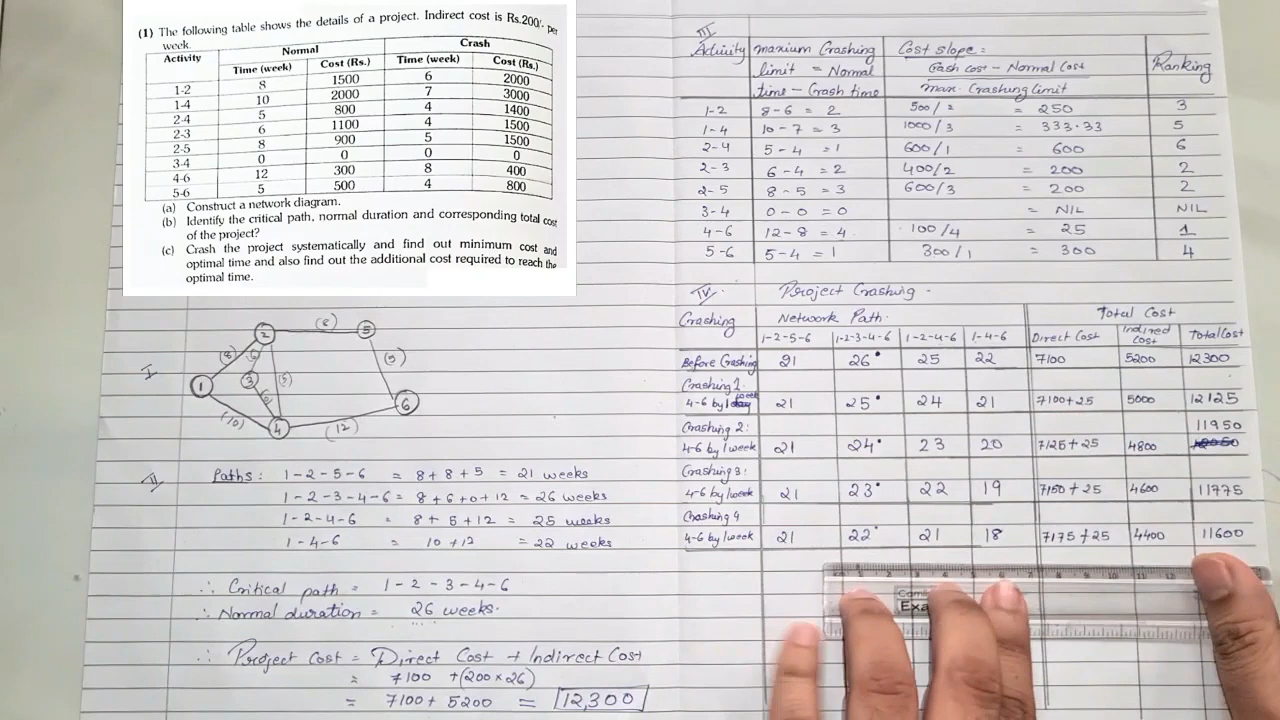 (1) The following table shows the details of a project. Indirect cost is Rs.200/. per
week.
Activity Normal Crash
Time (week) Cost (Rs.) Time (week) Cost (Rs.)
1-2 8 1500 6 2000
1-4 10 2000 7 3000
2-4 5 800 4 1400
2-3 6 1100 4 1500
2-5 8 900 5 1500
3-4 0 0 0 0
4-6 12 300 8 400
5-6 5 500 4 800
(a) Construct a network diagram.
(b) Identify the critical path, normal duration and corresponding total cost
of the project?
(c) Crash the project systematically and find out minimum cost and
optimal time and also find out the additional cost required to reach the
optimal time.
I
1 2 3 4 5 6
(8) (8) (6) (5) (5) (0) (10) (12)
II
Paths: 1-2-5-6 = 8+8+5 = 21 weeks
1-2-3-4-6 = 8+6+0+12 = 26 weeks
1-2-4-6 = 8+5+12 = 25 weeks
1-4-6 = 10+12 = 22 weeks
∴ Critical path = 1-2-3-4-6
∴ Normal duration = 26 weeks.
∴ Project Cost = Direct Cost + Indirect Cost
= 7100 +(200×26)
= 7100+ 5200 = 12,300
III
Activity maxium Crashing Cost slope = Ranking
limit = Normal Cash cost - Normal Cost
time - Crash time max. Crashing limit
1-2 8-6 = 2 500/2 = 250 3
1-4 10-7 = 3 1000/3 = 333.33 5
2-4 5-4 = 1 600/1 = 600 6
2-3 6-4 = 2 400/2 = 200 2
2-5 8-5 = 3 600/3 = 200 2
3-4 0-0 = 0 = NIL NIL
4-6 12-8 = 4 100/4 = 25 1
5-6 5-4 = 1 300/1 = 300 4
IV. Project Crashing.
Crashing Network Path Total Cost
1-2-5-6 1-2-3-4-6 1-2-4-6 1-4-6 Direct Cost Indirect Cost Total Cost
Before Crashing 21 26 25 22 7100 5200 12300
Crashing 1.
4-6 by 1 week 21 25 24 21 7100+25 5000 12125
Crashing 2:
4-6 by 1 week 21 24 23 20 7125+25 4800 11950
Crashing 3:
4-6 by 1 week 21 23 22 19 7150+25 4600 11775
Crashing 4
4-6 by 1 week 21 22 21 18 7175+25 4400 11600
Exa